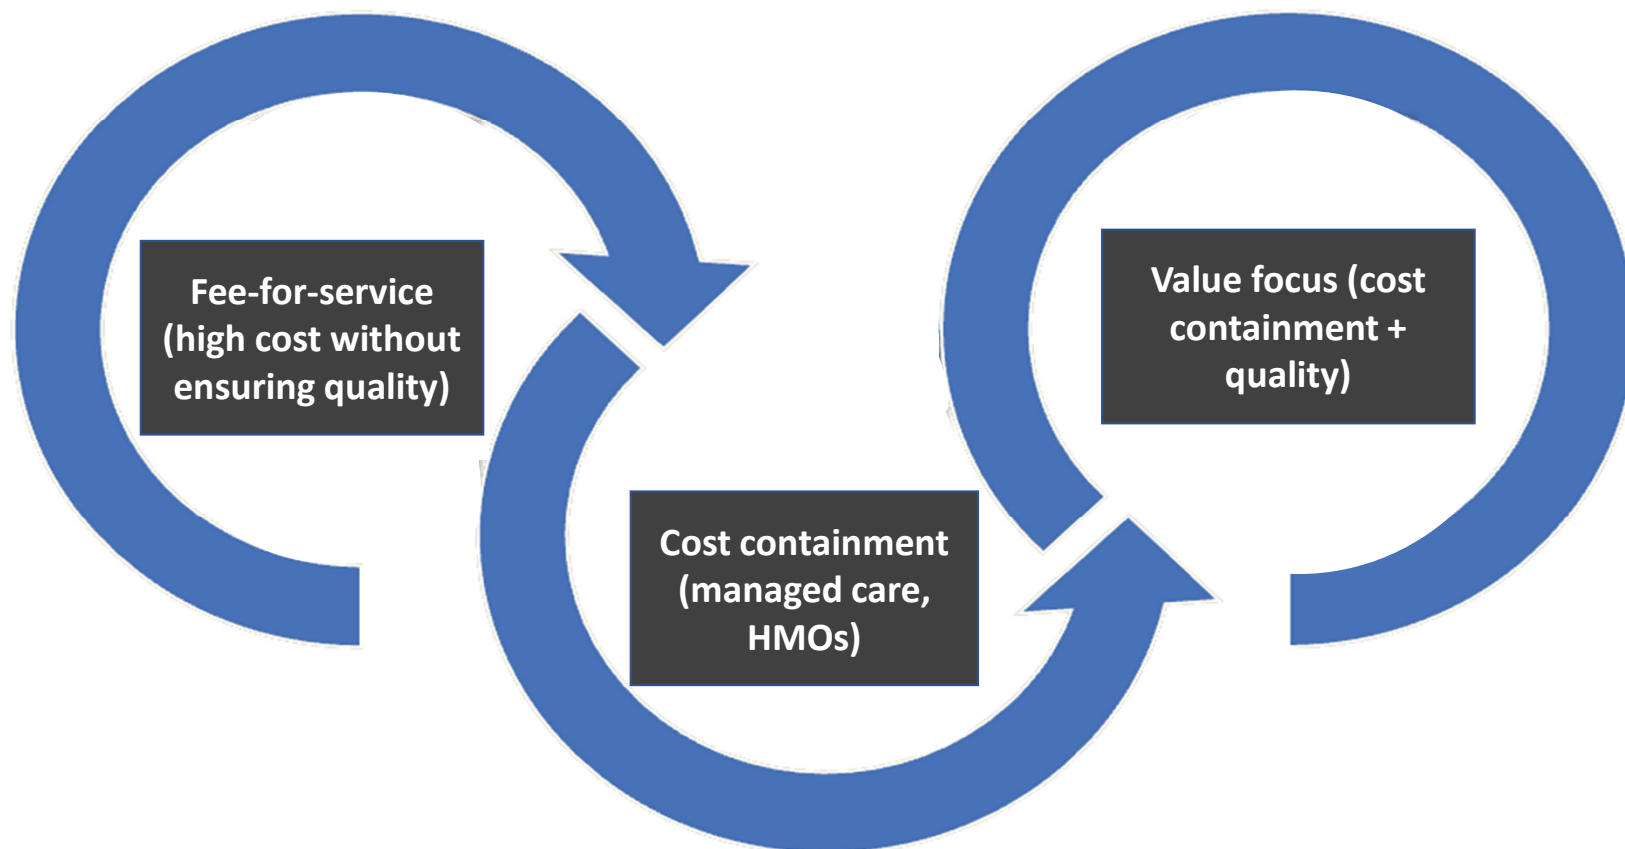 Fee-for-service
(high cost without
ensuring quality)
Cost containment
(managed care,
HMOs)
Value focus (cost
containment +
quality)